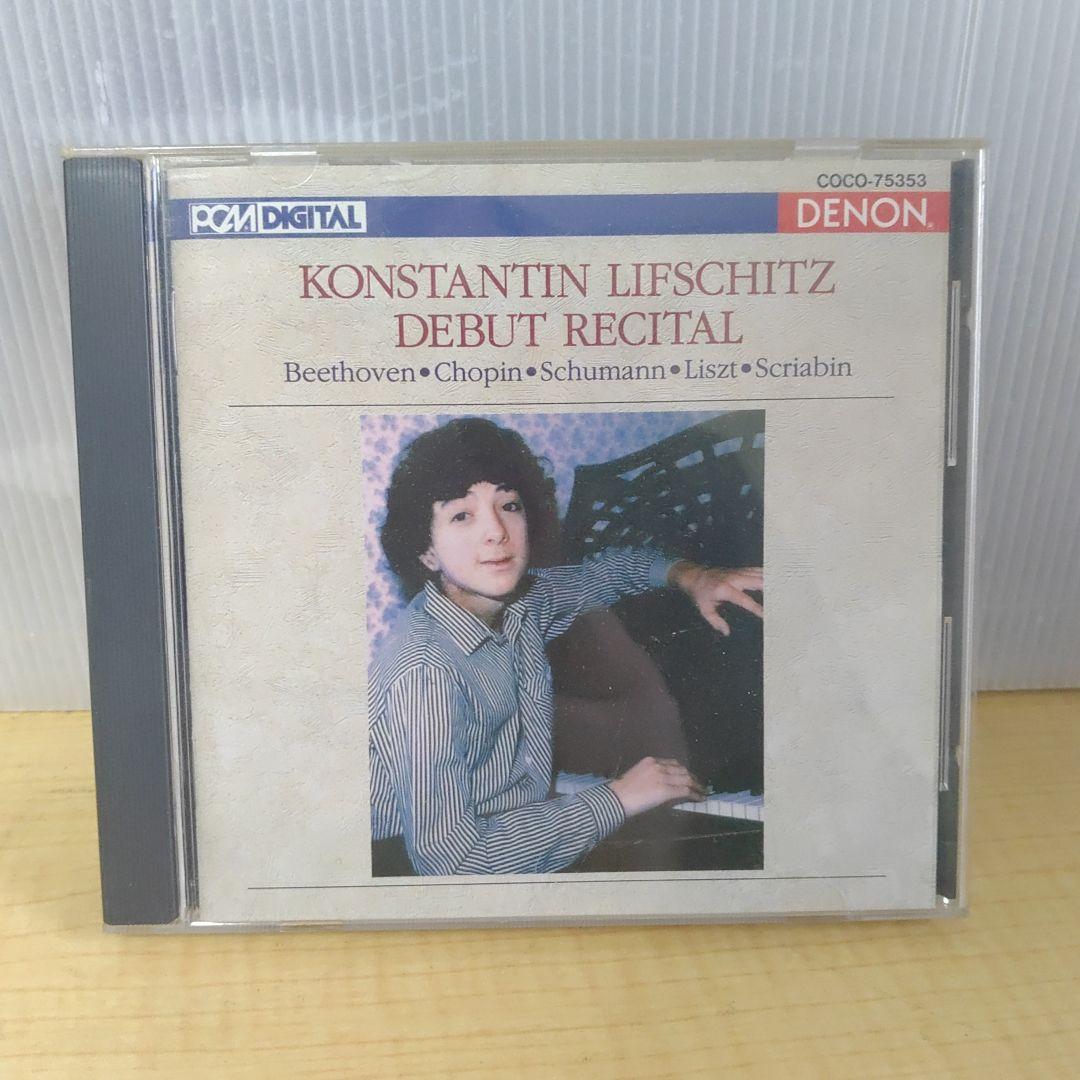 COCO-75353
PCM DIGITAL
DENON
KONSTANTIN LIFSCHITZ
DEBUT RECITAL
Beethoven•Chopin•Schumann•Liszt•Scriabin